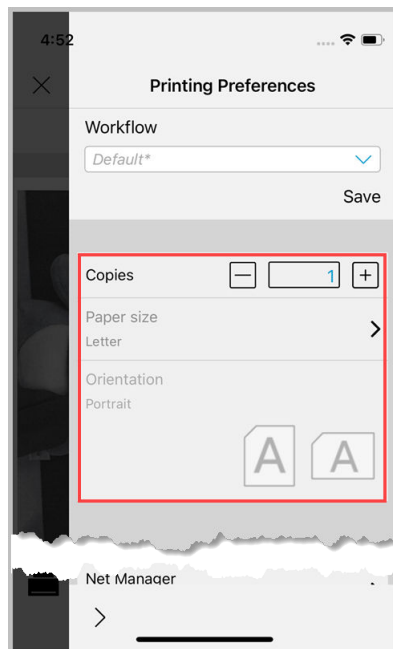 4:52
Printing Preferences
Workflow
Default*
Save
Copies
1
Paper size
Letter
Orientation
Portrait
A A
Net Manager